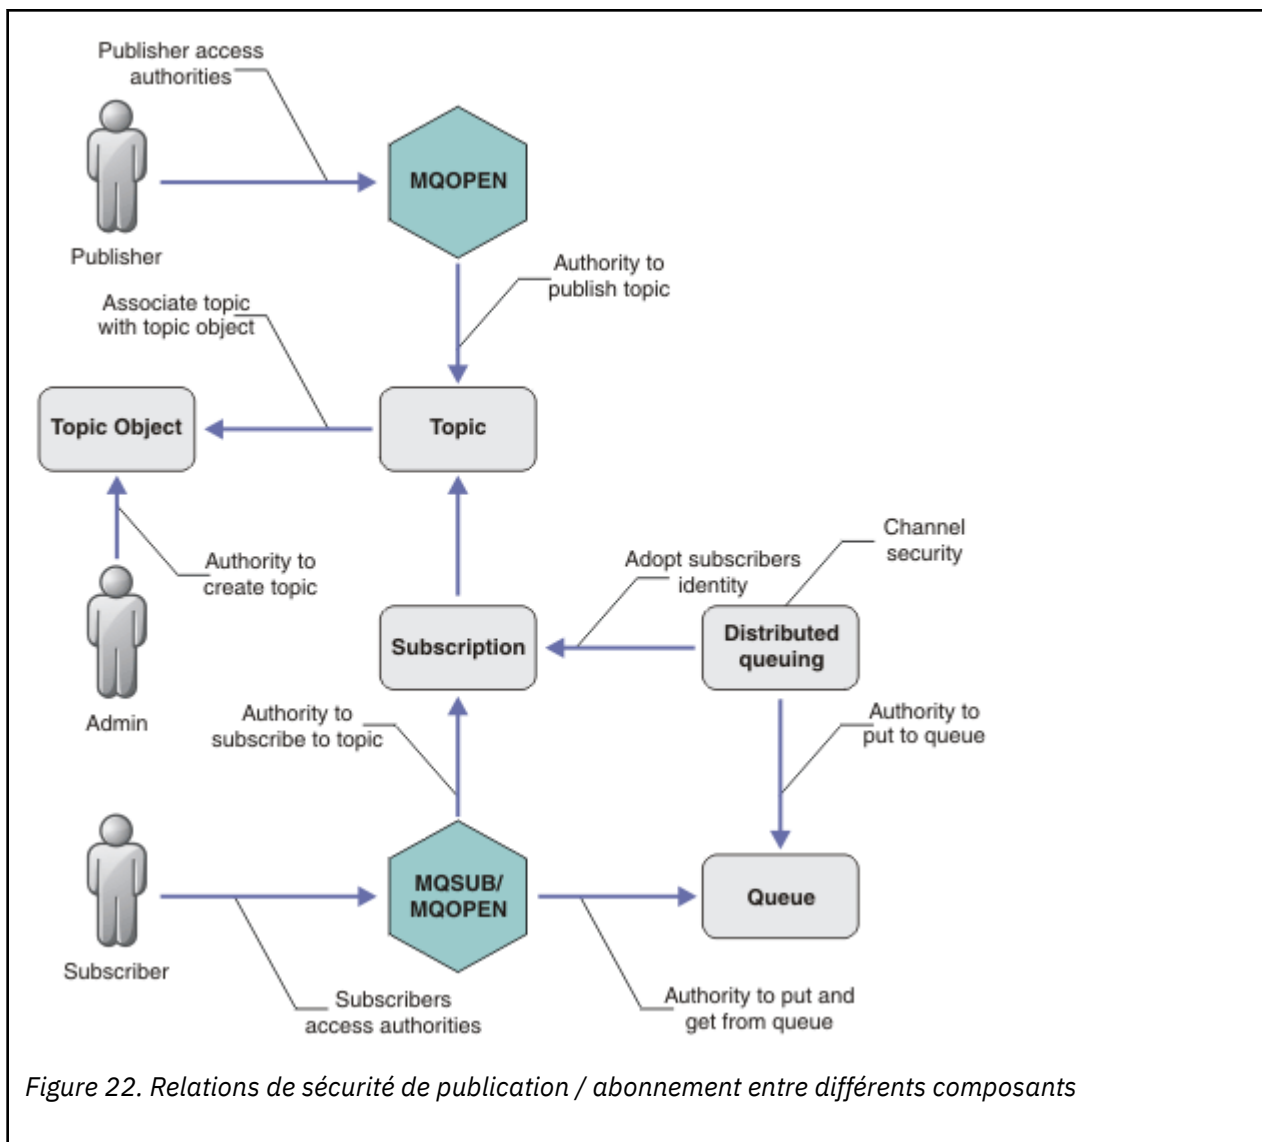 Publisher access
authorities
MQOPEN
Publisher
Authority to
publish topic
Associate topic
with topic object
Topic Object
Topic
Channel
security
Authority to
create topic
Adopt subscribers
identity
Subscription
Distributed
queuing
Admin
Authority to
subscribe to topic
Authority to
put to queue
MQSUB/
MQOPEN
Queue
Subscriber
Subscribers
access authorities
Authority to put and
get from queue
Figure 22. Relations de sécurité de publication / abonnement entre différents composants